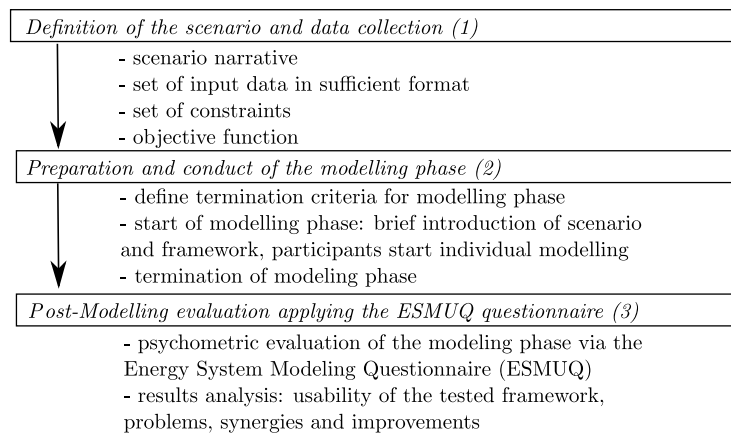 Definition of the scenario and data collection (1)
- scenario narrative
- set of input data in sufficient format
- set of constraints
- objective function
Preparation and conduct of the modelling phase (2)
- define termination criteria for modelling phase
- start of modelling phase: brief introduction of scenario
and framework, participants start individual modelling
- termination of modeling phase
Post-Modelling evaluation applying the ESMUQ questionnaire (3)
- psychometric evaluation of the modeling phase via the
Energy System Modeling Questionnaire (ESMUQ)
- results analysis: usability of the tested framework,
problems, synergies and improvements